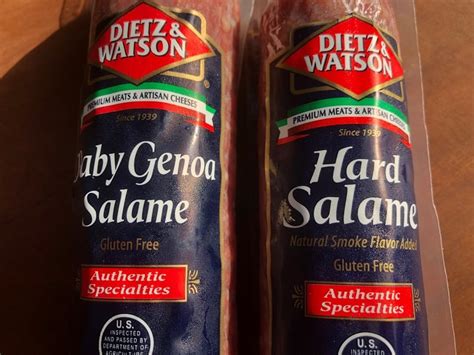 DIETZ &
WATSON
PREMIUM MEATS & ARTISAN CHEESES
Since 1939
Baby Genoa
Salame
Gluten Free
Authentic
Specialties
U.S.
INSPECTED
AND PASSED BY
DEPARTMENT OF
AGRICULTURE
DIETZ &
WATSON
PREMIUM MEATS & ARTISAN CHEESES
Since 1939
Hard
Salame
Natural Smoke Flavor Added
Gluten Free
Authentic
Specialties
U.S.
INSPECTED